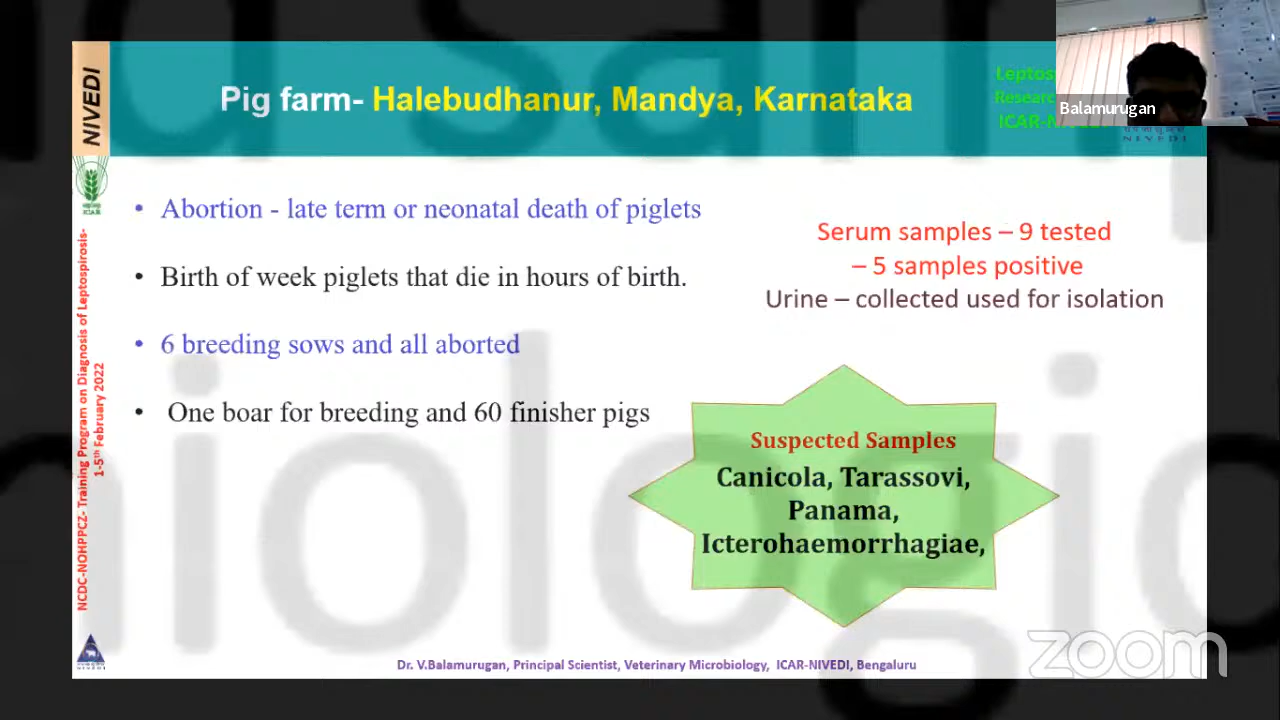 NIVEDI
Pig farm- Halebudhanur, Mandya, Karnataka
Balamurugan
ICAR
NIVEDI
• Abortion - late term or neonatal death of piglets
• Birth of week piglets that die in hours of birth.
• 6 breeding sows and all aborted
• One boar for breeding and 60 finisher pigs
Serum samples – 9 tested
– 5 samples positive
Urine – collected used for isolation
Suspected Samples
Canicola, Tarassovi,
Panama,
Icterohaemorrhagiae,
NCDC-NOHPPCZ- Training Program on Diagnosis of Leptospirosis-
1-5th February 2022
Dr. V.Balamurugan, Principal Scientist, Veterinary Microbiology, ICAR-NIVEDI, Bengaluru
zoom